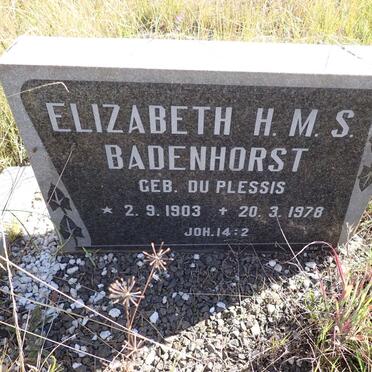 ELIZABETH H. M. S.
BADENHORST
GEB. DU PLESSIS
* 2. 9. 1903 + 20. 3. 1978
JOH. 14:2